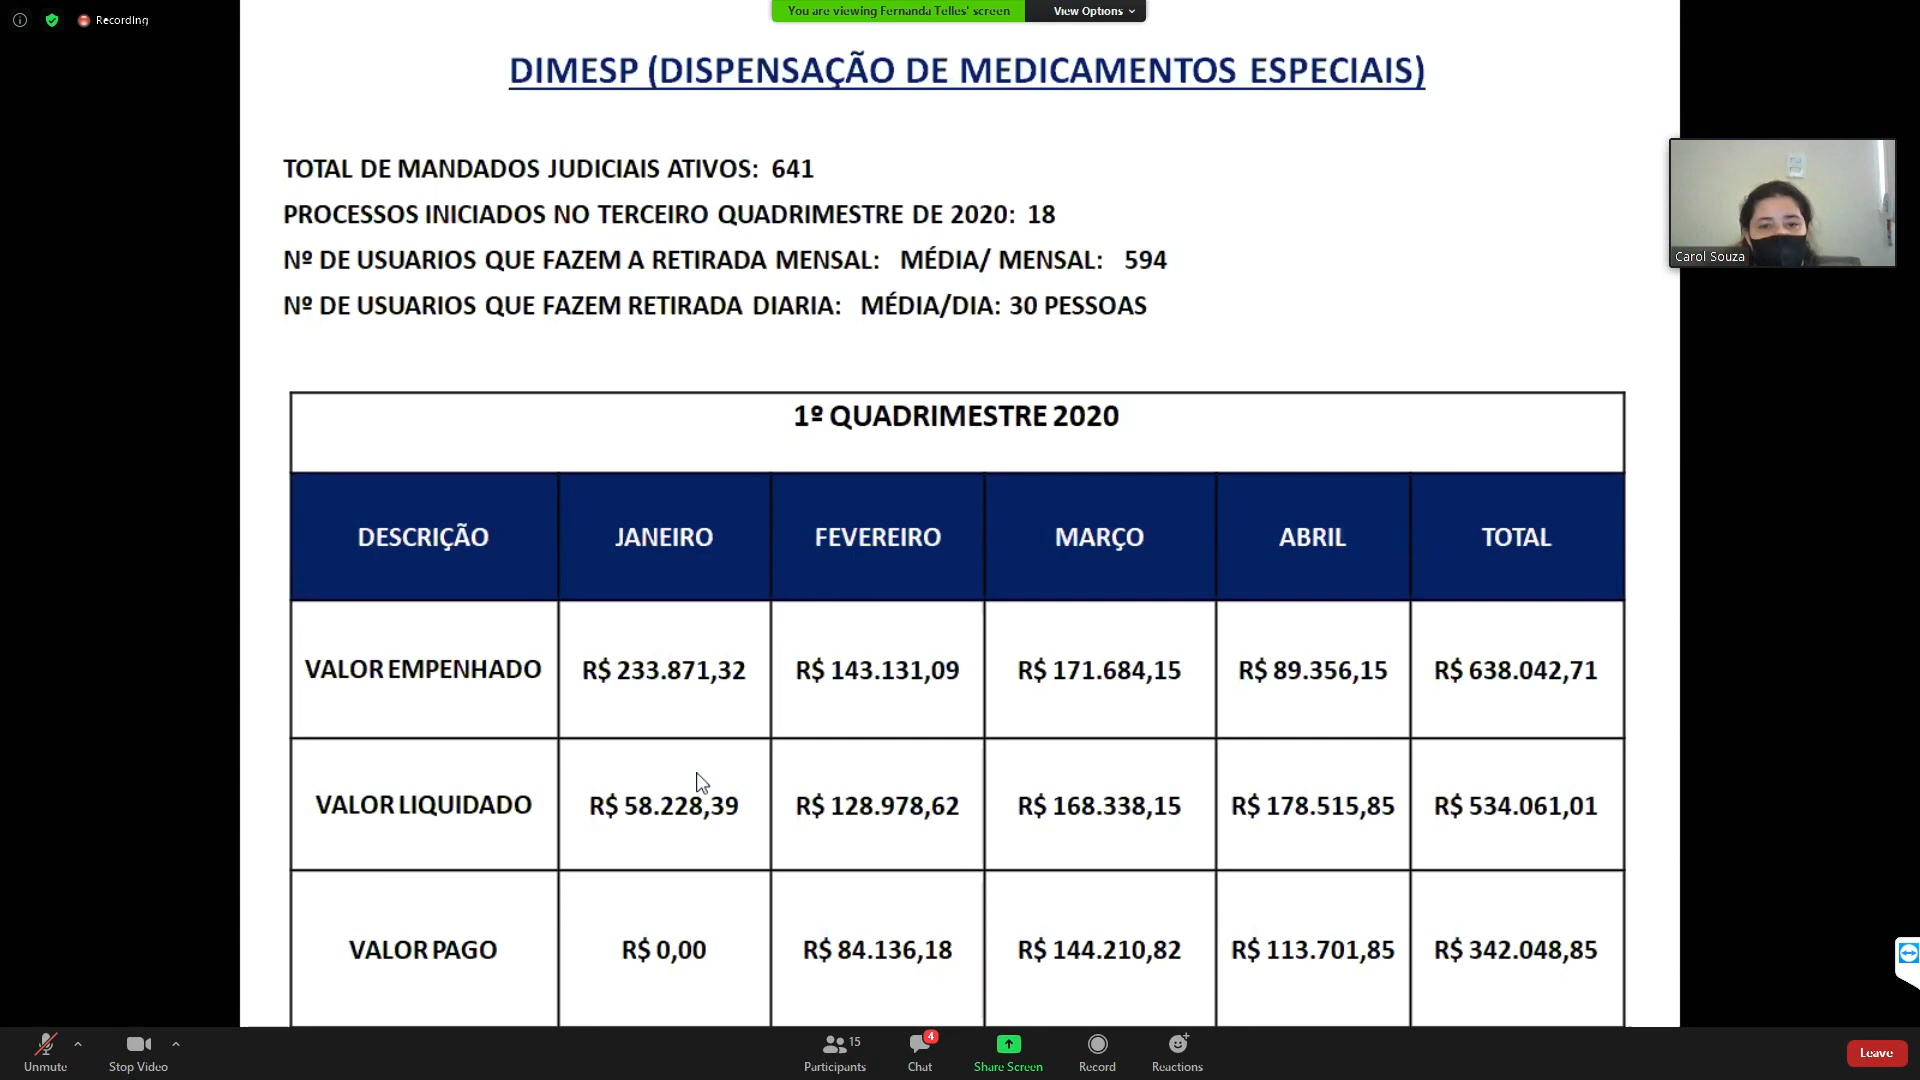 Recording
You are viewing Fernanda Telles' screen
View Options
DIMESP (DISPENSAÇÃO DE MEDICAMENTOS ESPECIAIS)
TOTAL DE MANDADOS JUDICIAIS ATIVOS: 641
PROCESSOS INICIADOS NO TERCEIRO QUADRIMESTRE DE 2020: 18
Nº DE USUARIOS QUE FAZEM A RETIRADA MENSAL: MÉDIA/ MENSAL: 594
Nº DE USUARIOS QUE FAZEM RETIRADA DIARIA: MÉDIA/DIA: 30 PESSOAS
Carol Souza
1º QUADRIMESTRE 2020
DESCRIÇÃO JANEIRO FEVEREIRO MARÇO ABRIL TOTAL
VALOR EMPENHADO R$ 233.871,32 R$ 143.131,09 R$ 171.684,15 R$ 89.356,15 R$ 638.042,71
VALOR LIQUIDADO R$ 58.228,39 R$ 128.978,62 R$ 168.338,15 R$ 178.515,85 R$ 534.061,01
VALOR PAGO R$ 0,00 R$ 84.136,18 R$ 144.210,82 R$ 113.701,85 R$ 342.048,85
Unmute
Stop Video
15
Participants
4
Chat
Share Screen
Record
Reactions
Leave